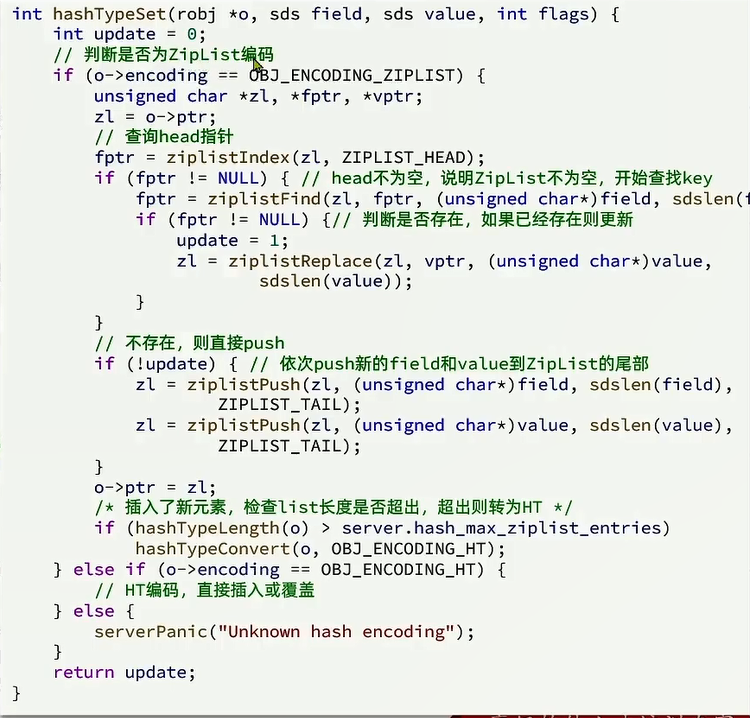 int hashTypeSet(robj *o, sds field, sds value, int flags) {
    int update = 0;
    // 判断是否为ZipList编码
    if (o->encoding == OBJ_ENCODING_ZIPLIST) {
        unsigned char *zl, *fptr, *vptr;
        zl = o->ptr;
        // 查询head指针
        fptr = ziplistIndex(zl, ZIPLIST_HEAD);
        if (fptr != NULL) { // head不为空，说明ZipList不为空，开始查找key
            fptr = ziplistFind(zl, fptr, (unsigned char*)field, sdslen(f
            if (fptr != NULL) {// 判断是否存在，如果已经存在则更新
                update = 1;
                zl = ziplistReplace(zl, vptr, (unsigned char*)value,
                        sdslen(value));
            }
        }
        // 不存在，则直接push
        if (!update) { // 依次push新的field和value到ZipList的尾部
            zl = ziplistPush(zl, (unsigned char*)field, sdslen(field),
                    ZIPLIST_TAIL);
            zl = ziplistPush(zl, (unsigned char*)value, sdslen(value),
                    ZIPLIST_TAIL);
        }
        o->ptr = zl;
        /* 插入了新元素，检查list长度是否超出，超出则转为HT */
        if (hashTypeLength(o) > server.hash_max_ziplist_entries)
            hashTypeConvert(o, OBJ_ENCODING_HT);
    } else if (o->encoding == OBJ_ENCODING_HT) {
        // HT编码，直接插入或覆盖
    } else {
        serverPanic("Unknown hash encoding");
    }
    return update;
}